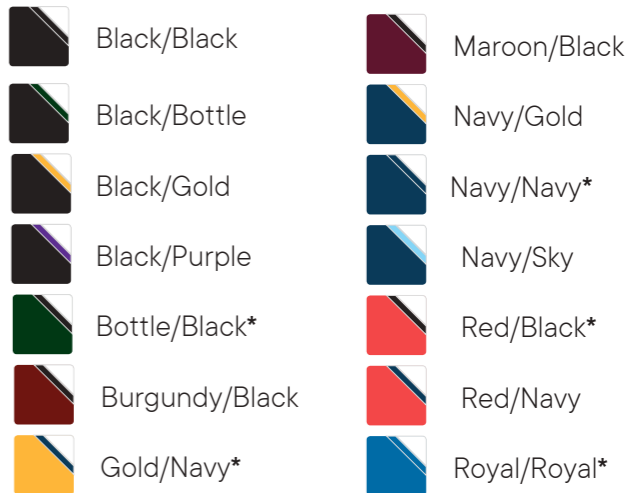 Black/Black
Black/Bottle
Black/Gold
Black/Purple
Bottle/Black*
Burgundy/Black
Gold/Navy*
Maroon/Black
Navy/Gold
Navy/Navy*
Navy/Sky
Red/Black*
Red/Navy
Royal/Royal*